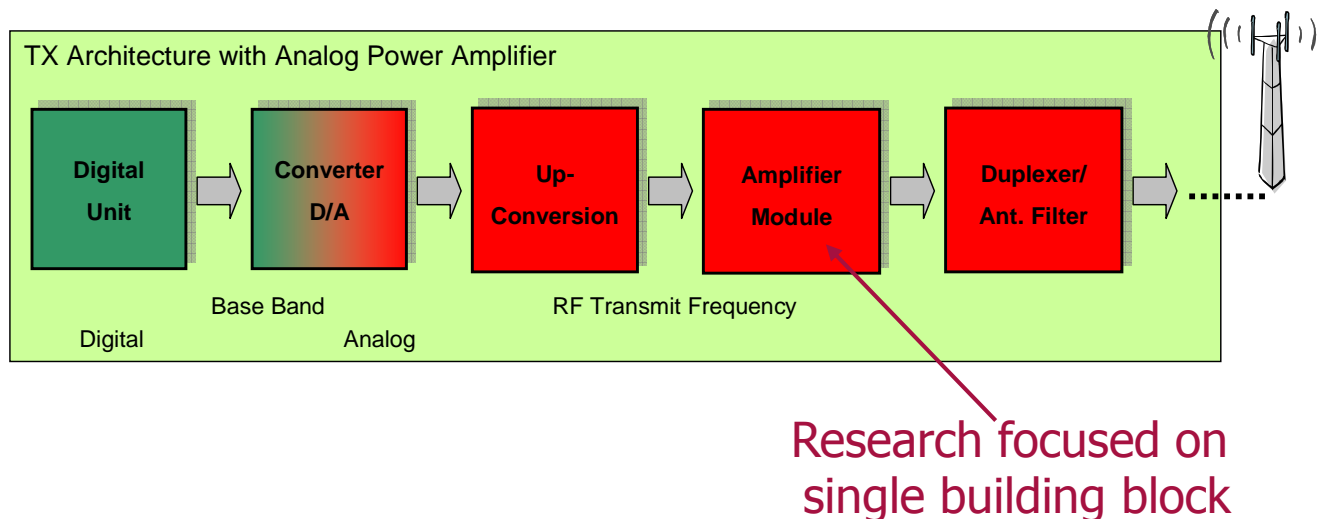 TX Architecture with Analog Power Amplifier
Digital
Unit
Converter
D/A
Up-
Conversion
Amplifier
Module
Duplexer/
Ant. Filter
Base Band
RF Transmit Frequency
Digital
Analog
Research focused on
single building block